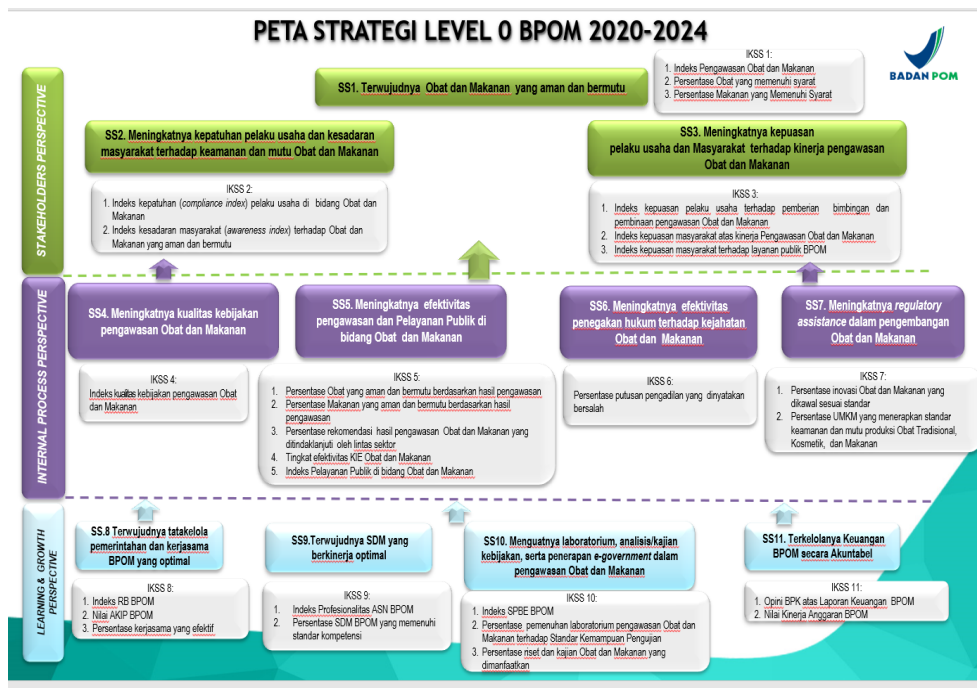 PETA STRATEGI LEVEL 0 BPOM 2020-2024
BADAN POM
STAKEHOLDERS PERSPECTIVE
SS1. Terwujudnya Obat dan Makanan yang aman dan bermutu
IKSS 1:
1. Indeks Pengawasan Obat dan Makanan
2. Persentase Obat yang memenuhi syarat
3. Persentase Makanan yang Memenuhi Syarat
SS2. Meningkatnya kepatuhan pelaku usaha dan kesadaran
masyarakat terhadap keamanan dan mutu Obat dan Makanan
IKSS 2:
1. Indeks kepatuhan (compliance index) pelaku usaha di bidang Obat dan
Makanan
2. Indeks kesadaran masyarakat (awareness index) terhadap Obat dan
Makanan yang aman dan bermutu
SS3. Meningkatnya kepuasan
pelaku usaha dan Masyarakat terhadap kinerja pengawasan
Obat dan Makanan
IKSS 3:
1. Indeks kepuasan pelaku usaha terhadap pemberian bimbingan dan
pembinaan pengawasan Obat dan Makanan
2. Indeks kepuasan masyarakat atas kinerja Pengawasan Obat dan Makanan
3. Indeks kepuasan masyarakat terhadap layanan publik BPOM
INTERNAL PROCESS PERSPECTIVE
SS4. Meningkatnya kualitas kebijakan
pengawasan Obat dan Makanan
IKSS 4:
Indeks kualitas kebijakan pengawasan Obat
dan Makanan
SS5. Meningkatnya efektivitas
pengawasan dan Pelayanan Publik di
bidang Obat dan Makanan
IKSS 5:
1. Persentase Obat yang aman dan bermutu berdasarkan hasil pengawasan
2. Persentase Makanan yang aman dan bermutu berdasarkan hasil
pengawasan
3. Persentase rekomendasi hasil pengawasan Obat dan Makanan yang
ditindaklanjuti oleh lintas sektor
4. Tingkat efektivitas KIE Obat dan Makanan
5. Indeks Pelayanan Publik di bidang Obat dan Makanan
SS6. Meningkatnya efektivitas
penegakan hukum terhadap kejahatan
Obat dan Makanan
IKSS 6:
Persentase putusan pengadilan yang dinyatakan
bersalah
SS7. Meningkatnya regulatory
assistance dalam pengembangan
Obat dan Makanan
IKSS 7:
1. Persentase inovasi Obat dan Makanan yang
dikawal sesuai standar
2. Persentase UMKM yang menerapkan standar
keamanan dan mutu produksi Obat Tradisional,
Kosmetik, dan Makanan
LEARNING & GROWTH
PERSPECTIVE
SS.8 Terwujudnya tatakelola
pemerintahan dan kerjasama
BPOM yang optimal
IKSS 8:
1. Indeks RB BPOM
2. Nilai AKIP BPOM
3. Persentase kerjasama yang efektif
SS9.Terwujudnya SDM yang
berkinerja optimal
IKSS 9:
1. Indeks Profesionalitas ASN BPOM
2. Persentase SDM BPOM yang memenuhi
standar kompetensi
SS10. Menguatnya laboratorium, analisis/kajian
kebijakan, serta penerapan e-government dalam
pengawasan Obat dan Makanan
IKSS 10:
1. Indeks SPBE BPOM
2. Persentase pemenuhan laboratorium pengawasan Obat dan
Makanan terhadap Standar Kemampuan Pengujian
3. Persentase riset dan kajian Obat dan Makanan yang
dimanfaatkan
SS11. Terkelolanya Keuangan
BPOM secara Akuntabel
IKSS 11:
1. Opini BPK atas Laporan Keuangan BPOM
2. Nilai Kinerja Anggaran BPOM